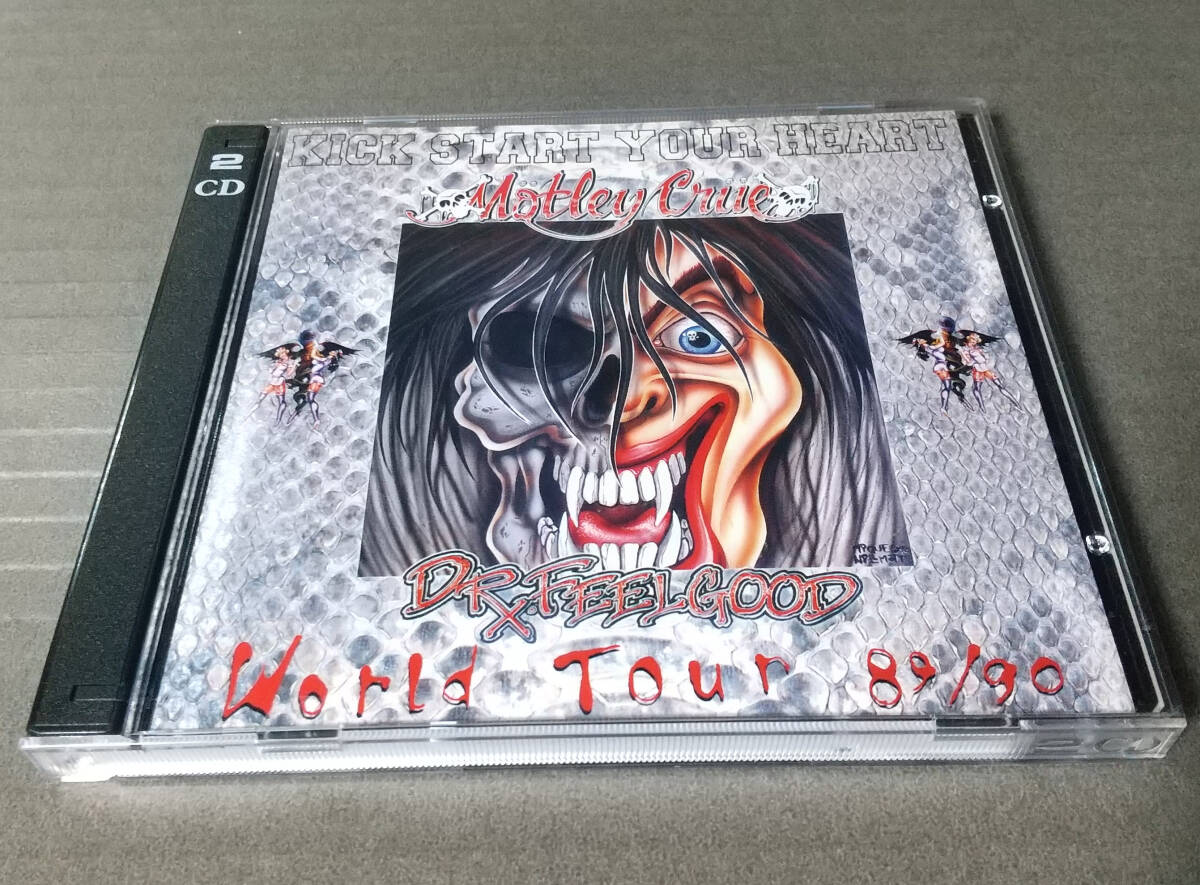 2
CD
KICK START YOUR HEART
Mötley Crüe
DR. FEELGOOD
World Tour 89/90